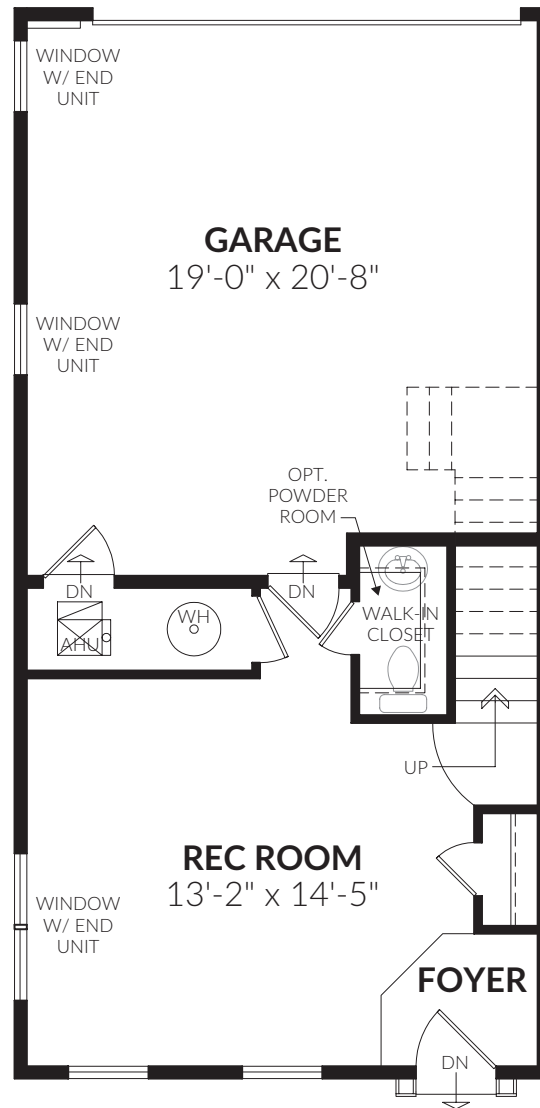 WINDOW
W/ END
UNIT
GARAGE
19'-0" x 20'-8"
WINDOW
W/ END
UNIT
OPT.
POWDER
ROOM
DN
DN
AHU
WH
WALK-IN
CLOSET
UP
REC ROOM
13'-2" x 14'-5"
WINDOW
W/ END
UNIT
FOYER
DN